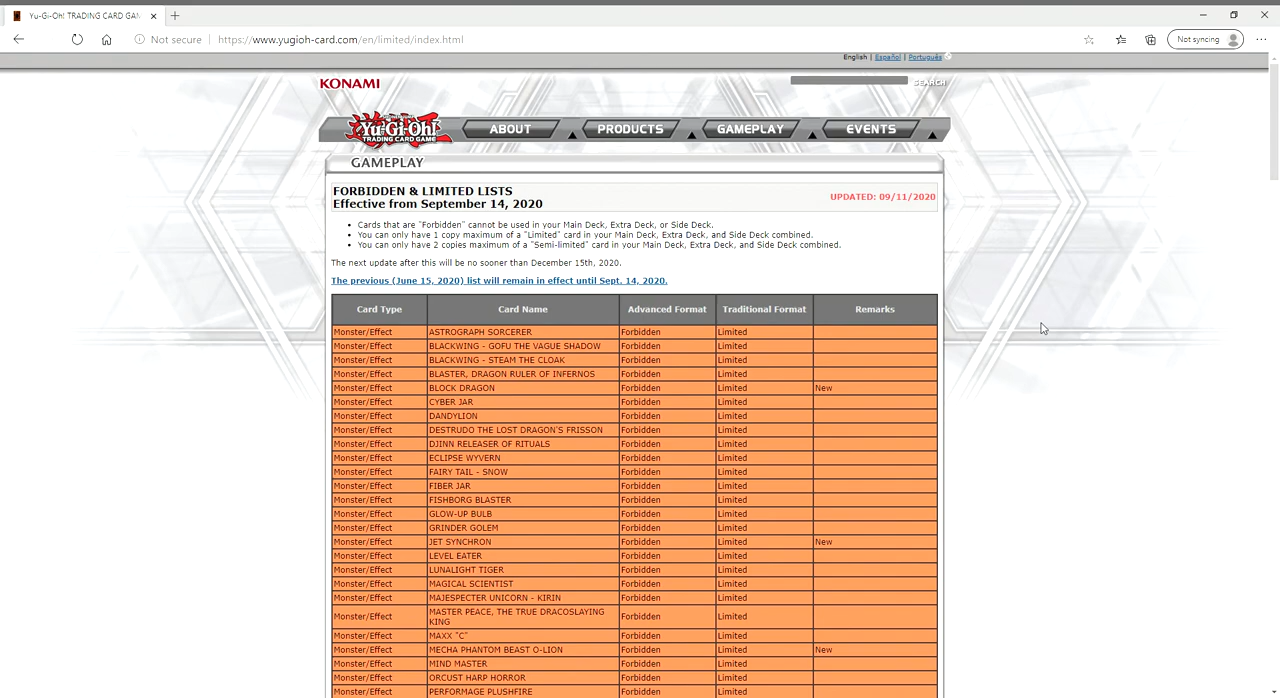 Yu-Gi-Oh! TRADING CARD GAM
Not secure | https://www.yugioh-card.com/en/limited/index.html
Not syncing
English | Español | Português
KONAMI
SEARCH
Yu-Gi-Oh!
TRADING CARD GAME
ABOUT PRODUCTS GAMEPLAY EVENTS
GAMEPLAY
FORBIDDEN & LIMITED LISTS
Effective from September 14, 2020
UPDATED: 09/11/2020
• Cards that are "Forbidden" cannot be used in your Main Deck, Extra Deck, or Side Deck.
• You can only have 1 copy maximum of a "Limited" card in your Main Deck, Extra Deck, and Side Deck combined.
• You can only have 2 copies maximum of a "Semi-limited" card in your Main Deck, Extra Deck, and Side Deck combined.
The next update after this will be no sooner than December 15th, 2020.
The previous (June 15, 2020) list will remain in effect until Sept. 14, 2020.
Card Type Card Name Advanced Format Traditional Format Remarks
Monster/Effect ASTROGRAPH SORCERER Forbidden Limited
Monster/Effect BLACKWING - GOFU THE VAGUE SHADOW Forbidden Limited
Monster/Effect BLACKWING - STEAM THE CLOAK Forbidden Limited
Monster/Effect BLASTER, DRAGON RULER OF INFERNOS Forbidden Limited
Monster/Effect BLOCK DRAGON Forbidden Limited New
Monster/Effect CYBER JAR Forbidden Limited
Monster/Effect DANDYLION Forbidden Limited
Monster/Effect DESTRUDO THE LOST DRAGON'S FRISSON Forbidden Limited
Monster/Effect DJINN RELEASER OF RITUALS Forbidden Limited
Monster/Effect ECLIPSE WYVERN Forbidden Limited
Monster/Effect FAIRY TAIL - SNOW Forbidden Limited
Monster/Effect FIBER JAR Forbidden Limited
Monster/Effect FISHBORG BLASTER Forbidden Limited
Monster/Effect GLOW-UP BULB Forbidden Limited
Monster/Effect GRINDER GOLEM Forbidden Limited
Monster/Effect JET SYNCHRON Forbidden Limited New
Monster/Effect LEVEL EATER Forbidden Limited
Monster/Effect LUNALIGHT TIGER Forbidden Limited
Monster/Effect MAGICAL SCIENTIST Forbidden Limited
Monster/Effect MAJESPECTER UNICORN - KIRIN Forbidden Limited
Monster/Effect MASTER PEACE, THE TRUE DRACOSLAYING KING Forbidden Limited
Monster/Effect MAXX "C" Forbidden Limited
Monster/Effect MECHA PHANTOM BEAST O-LION Forbidden Limited New
Monster/Effect MIND MASTER Forbidden Limited
Monster/Effect ORCUST HARP HORROR Forbidden Limited
Monster/Effect PERFORMAGE PLUSHFIRE Forbidden Limited